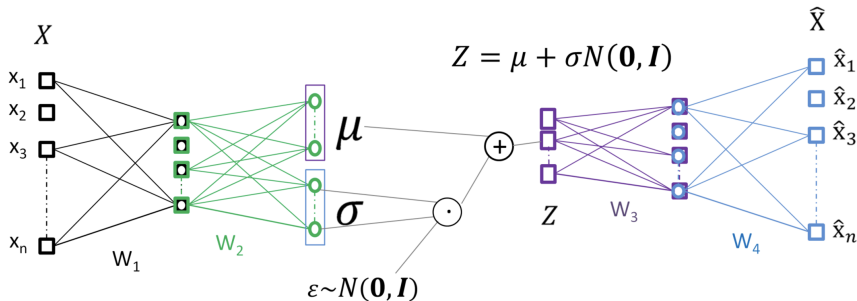 X
x₁
x₂
x₃
xₙ
W₁
W₂
μ
σ
ε~N(𝟎, 𝑰)
Z = μ + σN(𝟎, 𝑰)
Z
W₃
W₄
X̂
x̂₁
x̂₂
x̂₃
x̂ₙ